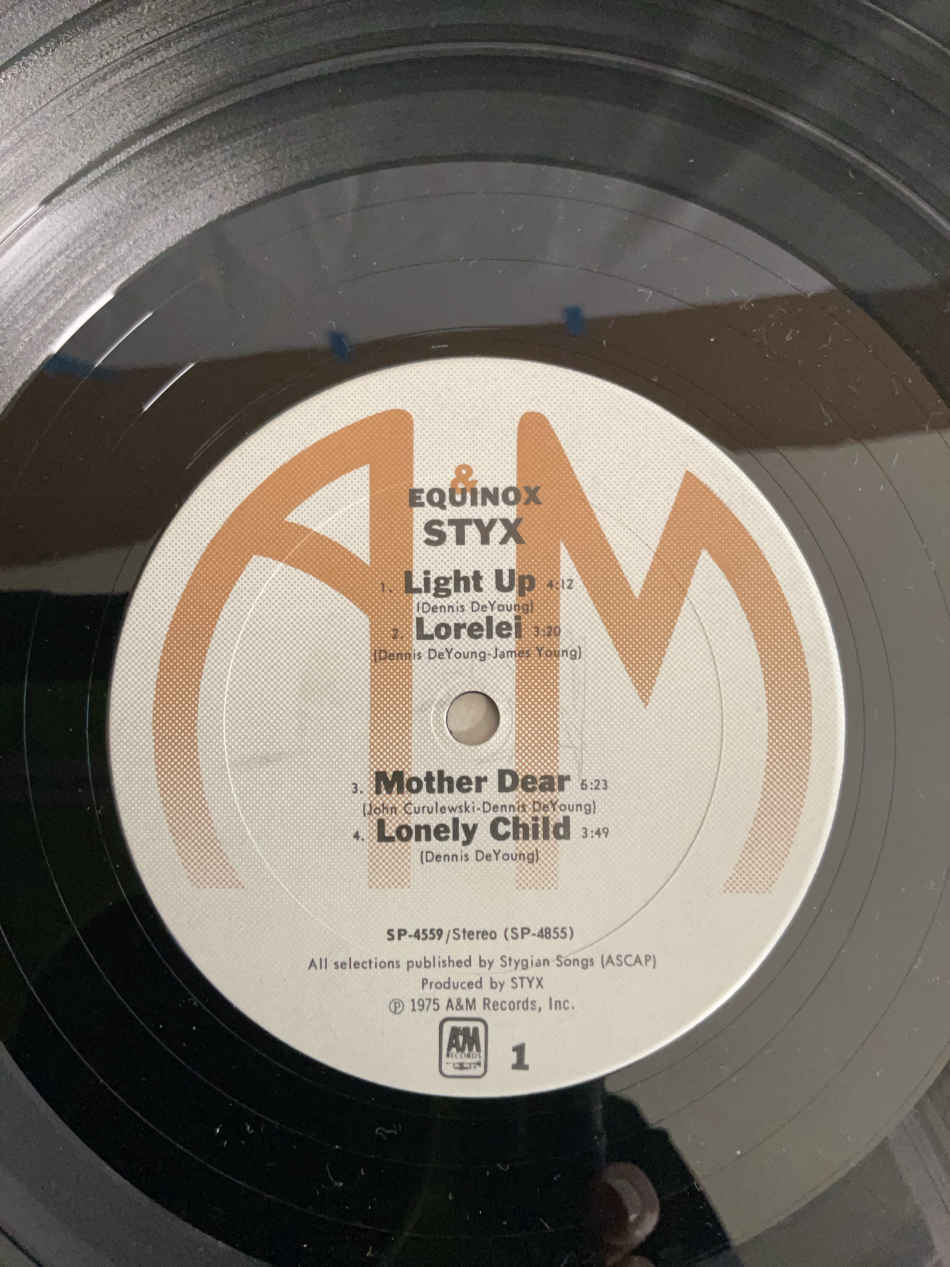 A&M
EQUINOX
STYX
1. Light Up 4:12
(Dennis DeYoung)
2. Lorelei 3:20
(Dennis DeYoung-James Young)
3. Mother Dear 5:23
(John Curulewski-Dennis DeYoung)
4. Lonely Child 3:49
(Dennis DeYoung)
SP-4559/Stereo (SP-4855)
All selections published by Stygian Songs (ASCAP)
Produced by STYX
℗ 1975 A&M Records, Inc.
A&M
RECORDS
1